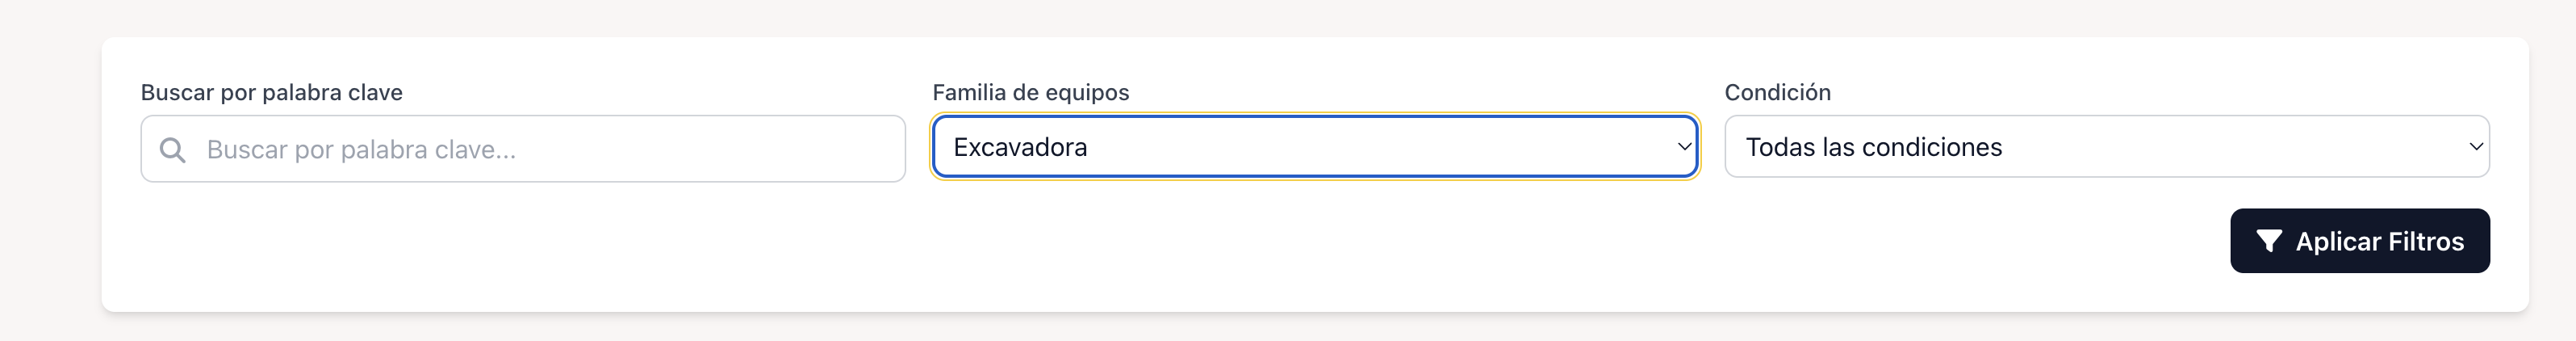 Buscar por palabra clave
Buscar por palabra clave...
Familia de equipos
Excavadora
Condición
Todas las condiciones
Aplicar Filtros